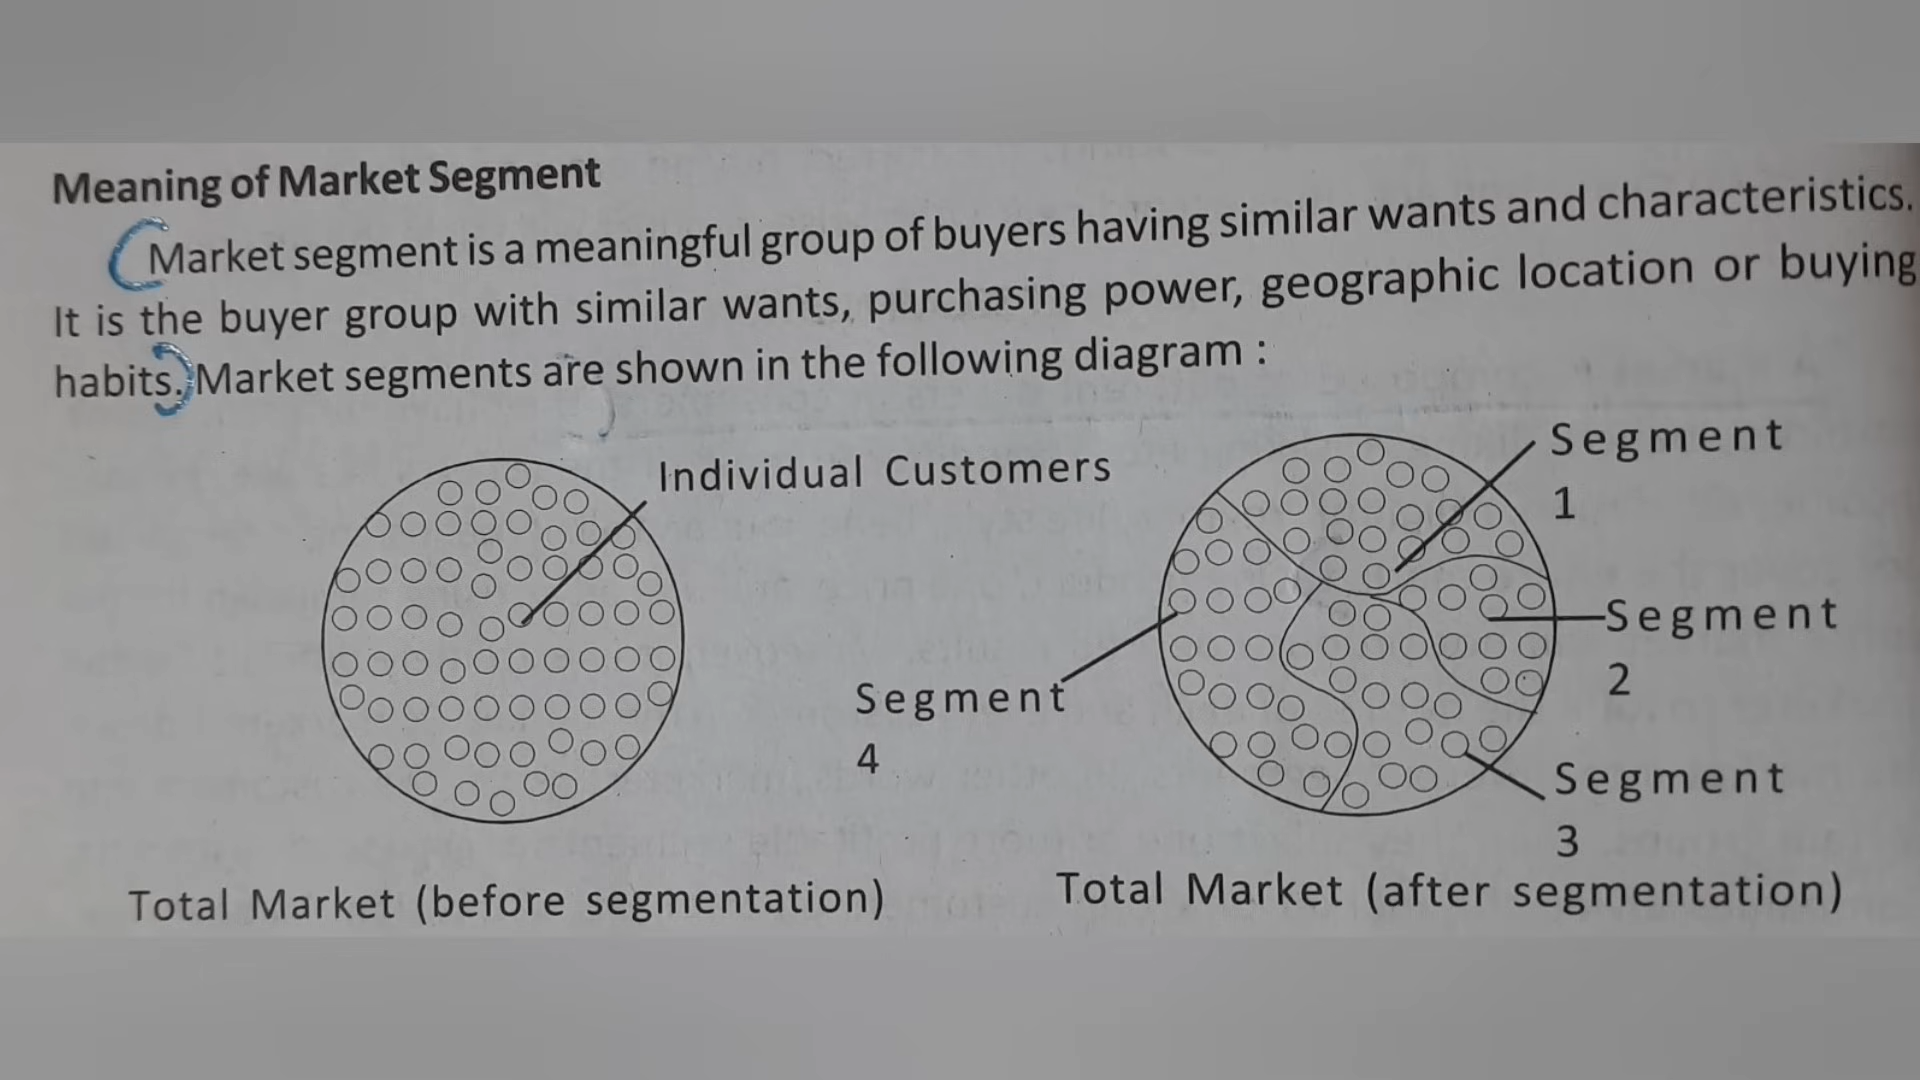 Meaning of Market Segment
Market segment is a meaningful group of buyers having similar wants and characteristics.
It is the buyer group with similar wants, purchasing power, geographic location or buying
habits. Market segments are shown in the following diagram :
Individual Customers
Segment
1
Segment
2
Segment
4
Segment
3
Total Market (before segmentation)
Total Market (after segmentation)